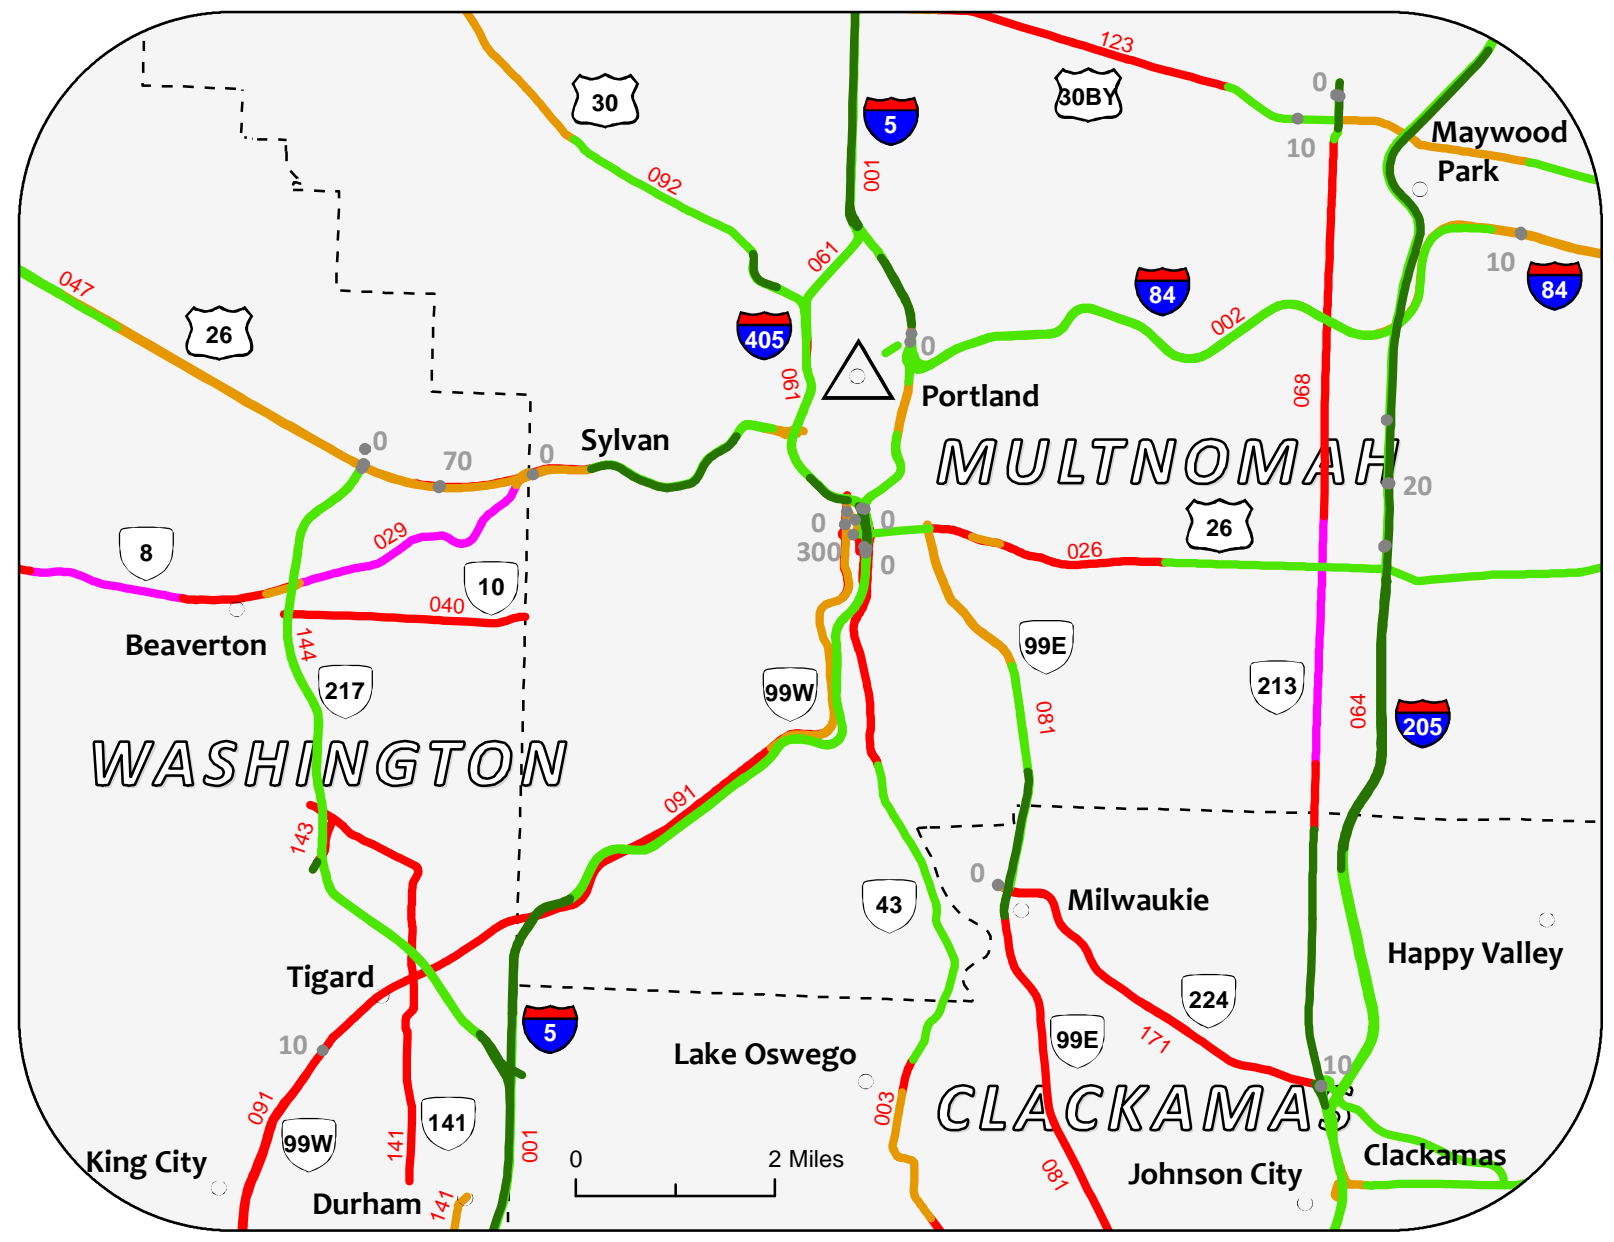 123
0
30
30BY
5
Maywood
Park
10
001
092
061
10
047
84
84
26
405
002
0
061
068
Portland
Sylvan
0
70
0
MULTNOMAH
20
0
0
300
0
26
029
026
8
10
040
Beaverton
144
99E
217
99W
213
081
064
205
WASHINGTON
091
143
0
43
Milwaukie
Happy Valley
Tigard
224
5
10
171
99E
Lake Oswego
10
CLACKAMAS
003
091
141
99W
141
001
0
2 Miles
King City
Clackamas
081
Johnson City
Durham
141